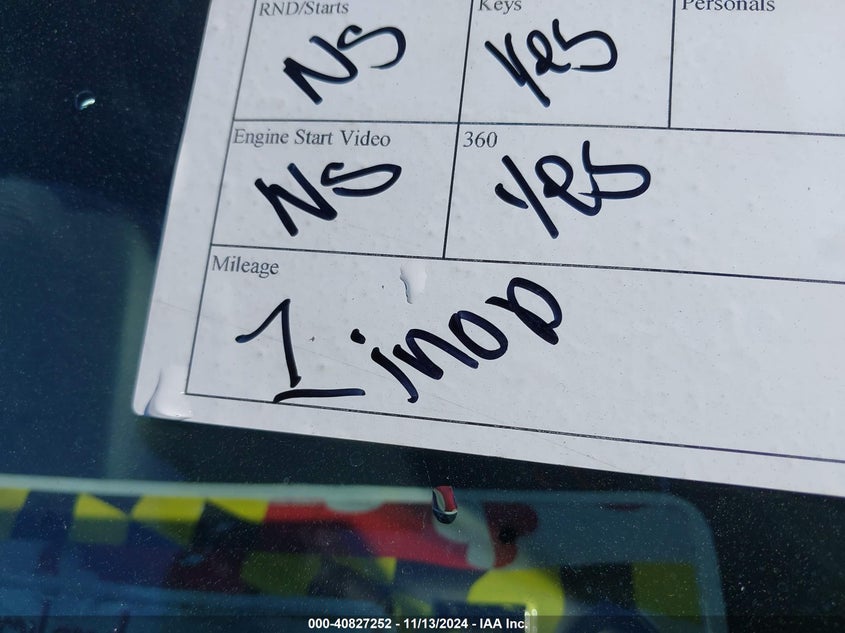 RND/Starts Keys Personals
NS yes
Engine Start Video 360
NS yes
Mileage
1 inop
000-40827252 - 11/13/2024 - IAA Inc.